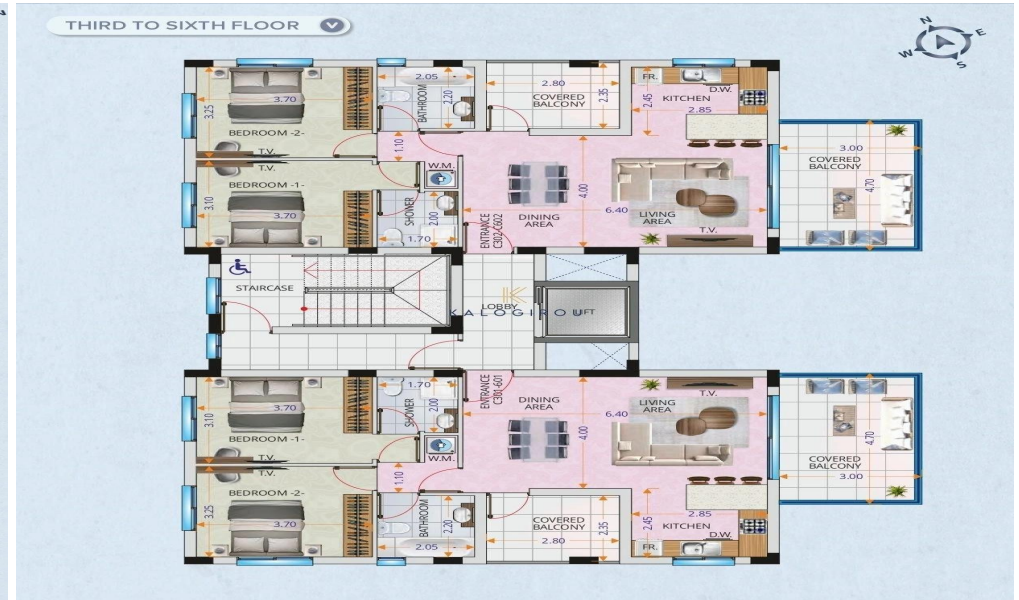 THIRD TO SIXTH FLOOR
N
E
W
S
2.05
2.80
FR.
D.W.
KITCHEN
2.85
2.45
3.70
3.25
BATHROOM
2.20
COVERED
BALCONY
2.35
BEDROOM -2-
T.V.
1.10
3.00
COVERED
BALCONY
4.70
T.V.
BEDROOM -1-
W.M.
3.10
3.70
SHOWER
2.00
1.70
ENTRANCE
C302-C602
DINING
AREA
4.00
6.40
LIVING
AREA
T.V.
STAIRCASE
LOBBY
KALOGIROU
LIFT
1.70
ENTRANCE
C301-601
DINING
AREA
T.V.
LIVING
AREA
6.40
3.10
3.70
SHOWER
2.00
4.00
4.70
BEDROOM -1-
T.V.
W.M.
T.V.
COVERED
BALCONY
3.00
BEDROOM -2-
1.10
3.25
3.70
BATHROOM
2.20
2.05
COVERED
BALCONY
2.80
2.35
2.45
2.85
KITCHEN
D.W.
FR.